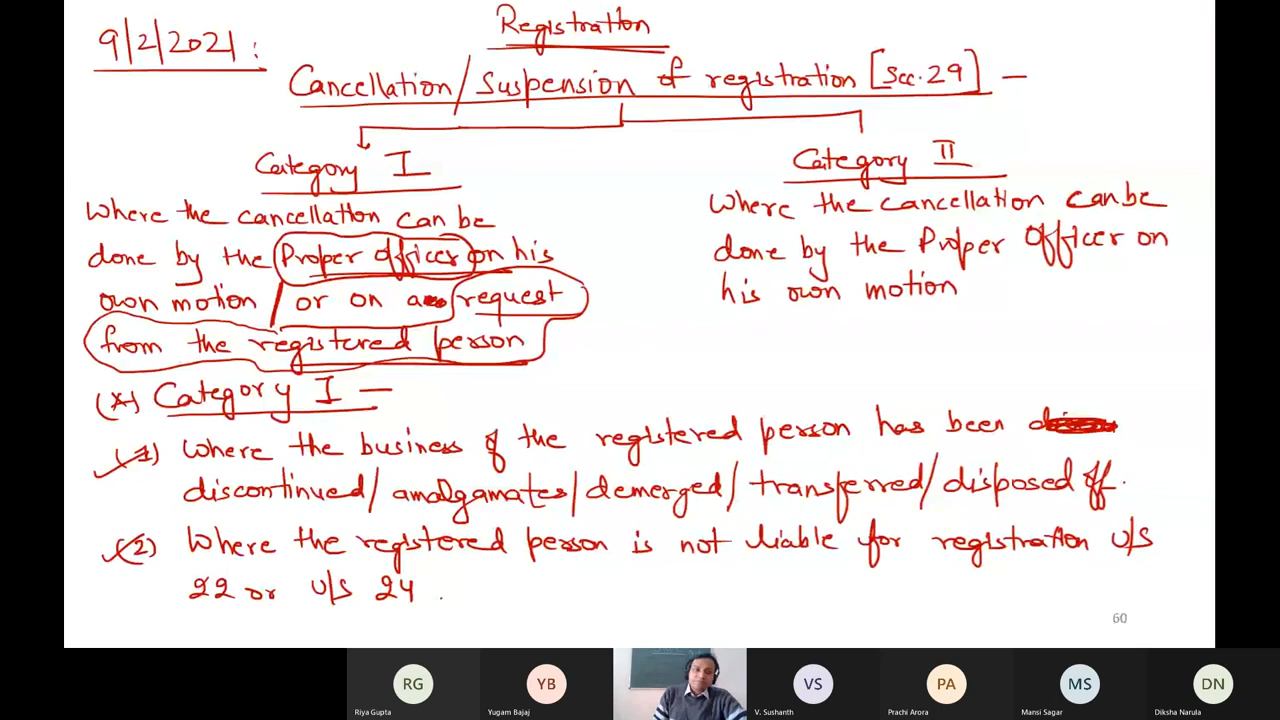 Registration
9/2/2021:
Cancellation/Suspension of registration [Sec. 29] —
Category I
Where the cancellation can be
done by the Proper officer on his
own motion / or on a request
from the registered person
Category II
Where the cancellation can be
done by the Proper Officer on
his own motion
(*) Category I —
(1) Where the business of the registered person has been
discontinued/amalgamates/demerged/transferred/disposed off.
(2) Where the registered person is not liable for registration u/s
22 or u/s 24.
60
RG
YB
VS
PA
MS
DN
Riya Gupta
Yugam Bajaj
V. Sushanth
Prachi Arora
Mansi Sagar
Diksha Narula